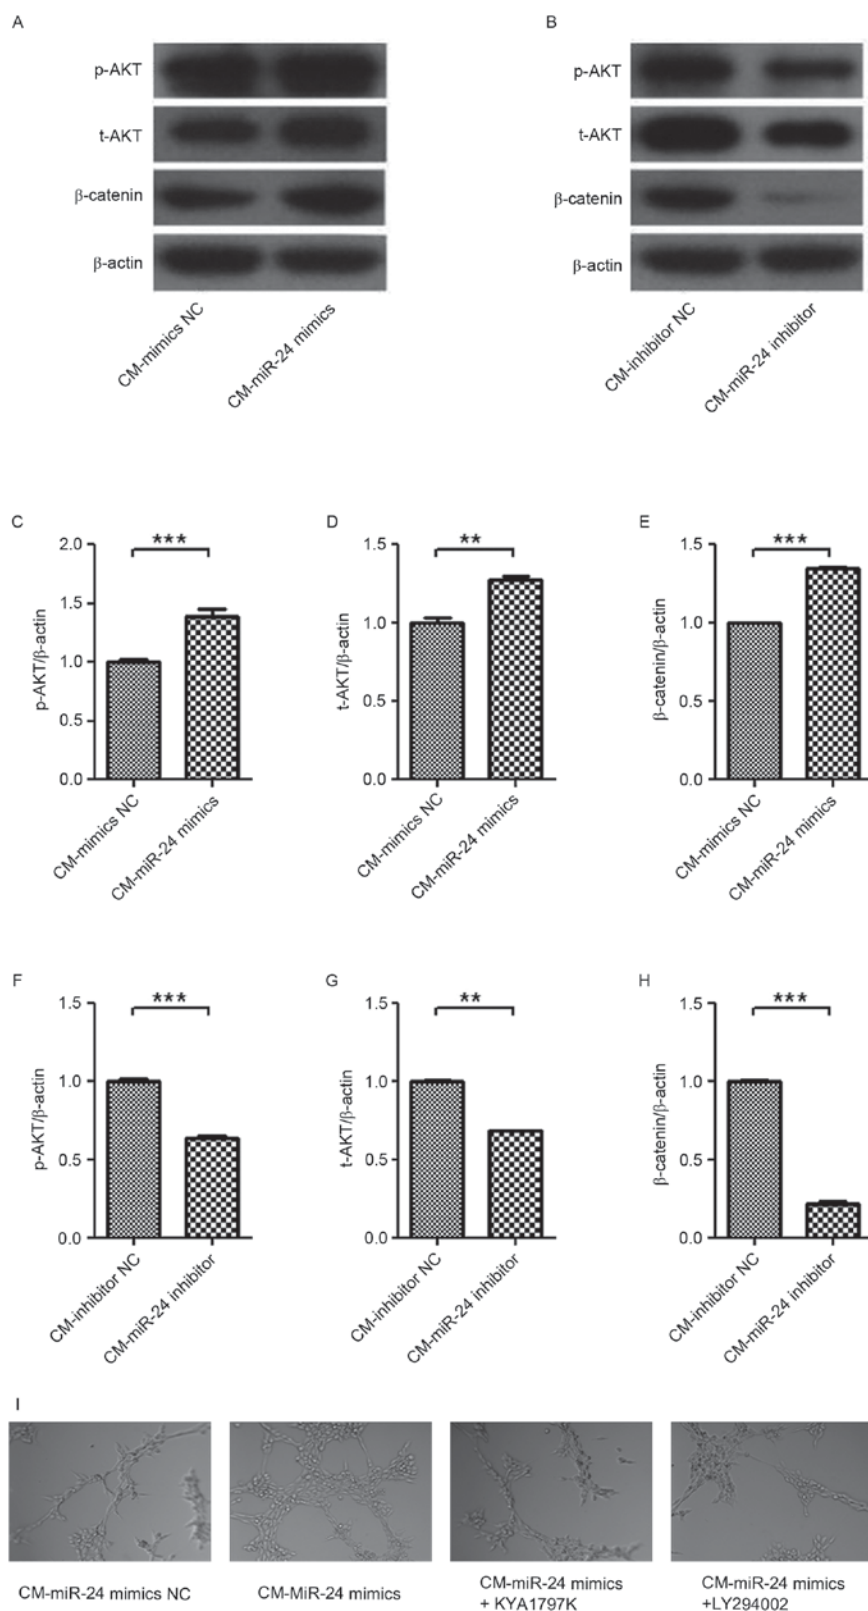 A
B
p-AKT
t-AKT
β-catenin
β-actin
CM-mimics NC
CM-miR-24 mimics
p-AKT
t-AKT
β-catenin
β-actin
CM-inhibitor NC
CM-miR-24 inhibitor
C
2.0
1.5
1.0
0.5
0.0
p-AKT/β-actin
***
CM-mimics NC
CM-miR-24 mimics
D
1.5
1.0
0.5
0.0
t-AKT/β-actin
**
CM-mimics NC
CM-miR-24 mimics
E
1.5
1.0
0.5
0.0
β-catenin/β-actin
***
CM-mimics NC
CM-miR-24 mimics
F
1.5
1.0
0.5
0.0
p-AKT/β-actin
***
CM-inhibitor NC
CM-miR-24 inhibitor
G
1.5
1.0
0.5
0.0
t-AKT/β-actin
**
CM-inhibitor NC
CM-miR-24 inhibitor
H
1.5
1.0
0.5
0.0
β-catenin/β-actin
***
CM-inhibitor NC
CM-miR-24 inhibitor
I
CM-miR-24 mimics NC
CM-MiR-24 mimics
CM-miR-24 mimics
+ KYA1797K
CM-miR-24 mimics
+LY294002